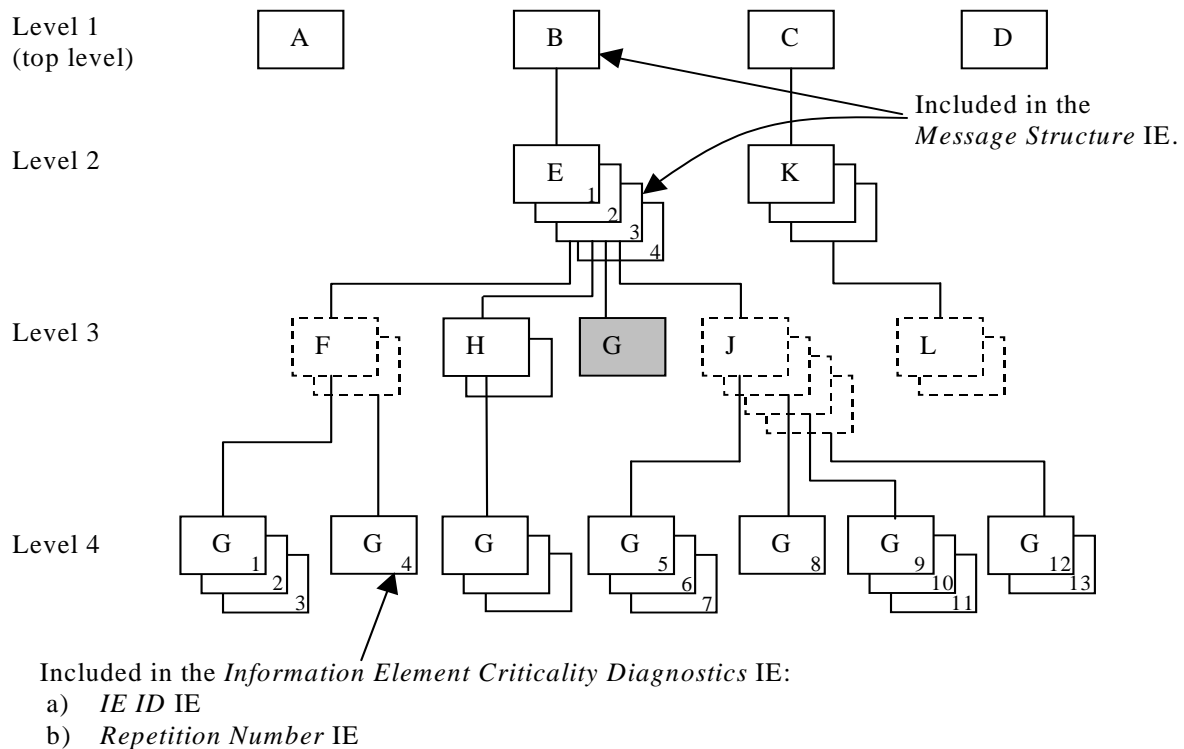 Level 1
(top level)
A
B
C
D
Included in the
Message Structure IE.
Level 2
E
1
2
3
4
K
Level 3
F
H
G
J
L
Level 4
G
1
2
3
G
4
G
G
5
6
7
G
8
G
9
10
11
G
12
13
Included in the Information Element Criticality Diagnostics IE:
a) IE ID IE
b) Repetition Number IE